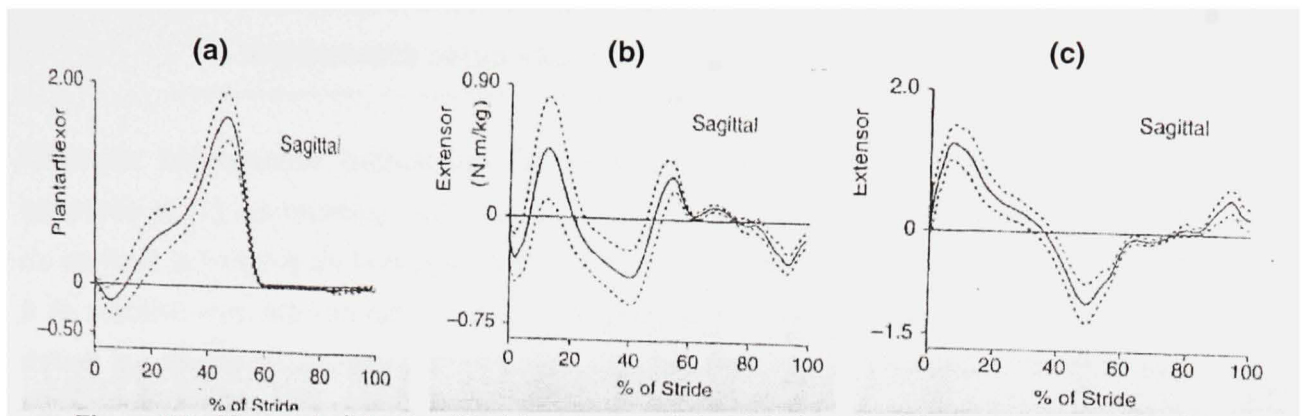 (a)
2.00
Plantarflexor
Sagittal
0
−0.50
0 20 40 60 80 100
% of Stride
(b)
0.90
Extensor
(N.m/kg)
Sagittal
0
−0.75
0 20 40 60 80 100
% of Stride
(c)
2.0
Extensor
Sagittal
0
−1.5
0 20 40 60 80 100
% of Stride